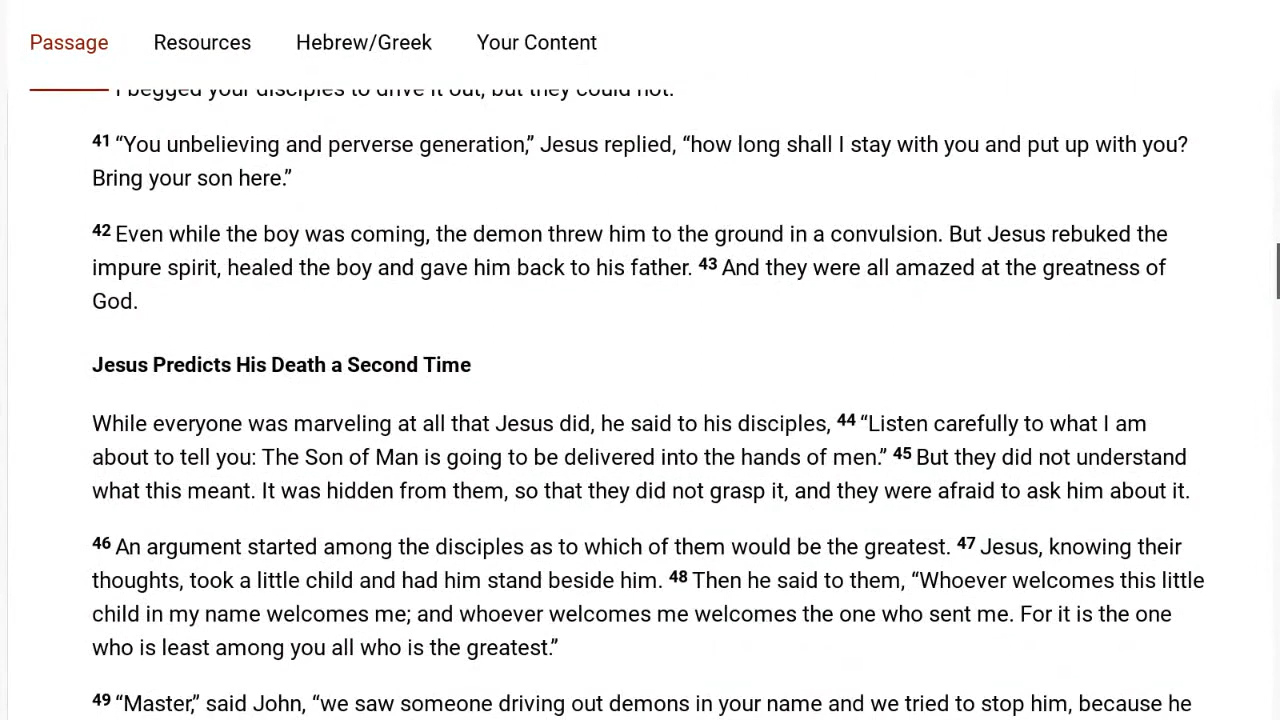 Passage Resources Hebrew/Greek Your Content
I begged your disciples to drive it out, but they could not.
41 “You unbelieving and perverse generation,” Jesus replied, “how long shall I stay with you and put up with you?
Bring your son here.”
42 Even while the boy was coming, the demon threw him to the ground in a convulsion. But Jesus rebuked the
impure spirit, healed the boy and gave him back to his father. 43 And they were all amazed at the greatness of
God.
Jesus Predicts His Death a Second Time
While everyone was marveling at all that Jesus did, he said to his disciples, 44 “Listen carefully to what I am
about to tell you: The Son of Man is going to be delivered into the hands of men.” 45 But they did not understand
what this meant. It was hidden from them, so that they did not grasp it, and they were afraid to ask him about it.
46 An argument started among the disciples as to which of them would be the greatest. 47 Jesus, knowing their
thoughts, took a little child and had him stand beside him. 48 Then he said to them, “Whoever welcomes this little
child in my name welcomes me; and whoever welcomes me welcomes the one who sent me. For it is the one
who is least among you all who is the greatest.”
49 “Master,” said John, “we saw someone driving out demons in your name and we tried to stop him, because he